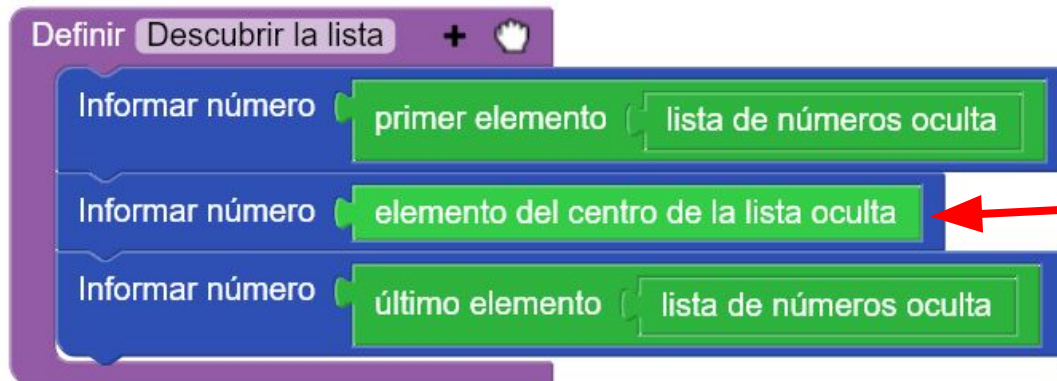 Definir Descubrir la lista +
Informar número primer elemento lista de números oculta
Informar número elemento del centro de la lista oculta
Informar número último elemento lista de números oculta